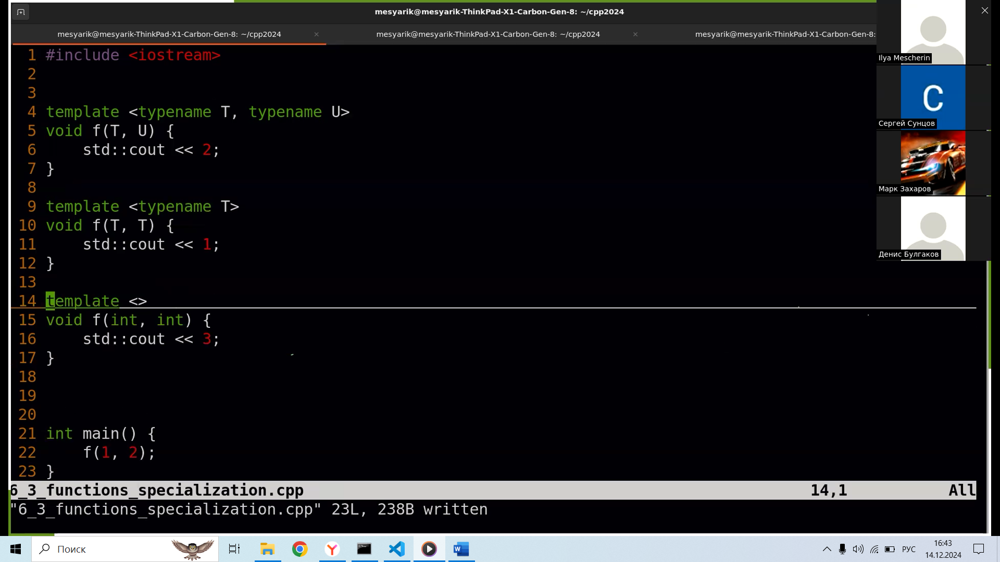 mesyarik@mesyarik-ThinkPad-X1-Carbon-Gen-8: ~/cpp2024
mesyarik@mesyarik-ThinkPad-X1-Carbon-Gen-8: ~/cpp2024 ×
mesyarik@mesyarik-ThinkPad-X1-Carbon-Gen-8: ~/cpp2024 ×
mesyarik@mesyarik-ThinkPad-X1-Carbon-Gen-8:
1 #include <iostream>
2
3
4 template <typename T, typename U>
5 void f(T, U) {
6     std::cout << 2;
7 }
8
9 template <typename T>
10 void f(T, T) {
11     std::cout << 1;
12 }
13
14 template <>
15 void f(int, int) {
16     std::cout << 3;
17 }
18
19
20
21 int main() {
22     f(1, 2);
23 }
6_3_functions_specialization.cpp 14,1 All
"6_3_functions_specialization.cpp" 23L, 238B written
Ilya Mescherin
C
Сергей Сунцов
Марк Захаров
Денис Булгаков
Поиск
РУС
16:43
14.12.2024